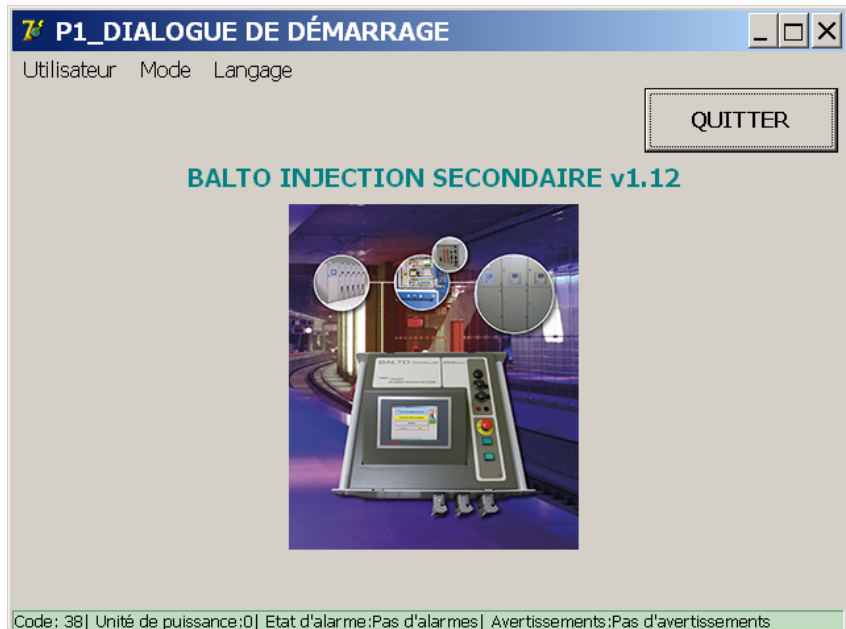 P1_DIALOGUE DE DÉMARRAGE
Utilisateur Mode Langage
QUITTER
BALTO INJECTION SECONDAIRE v1.12
BALTO
Code: 38| Unité de puissance:0| Etat d'alarme:Pas d'alarmes| Avertissements:Pas d'avertissements